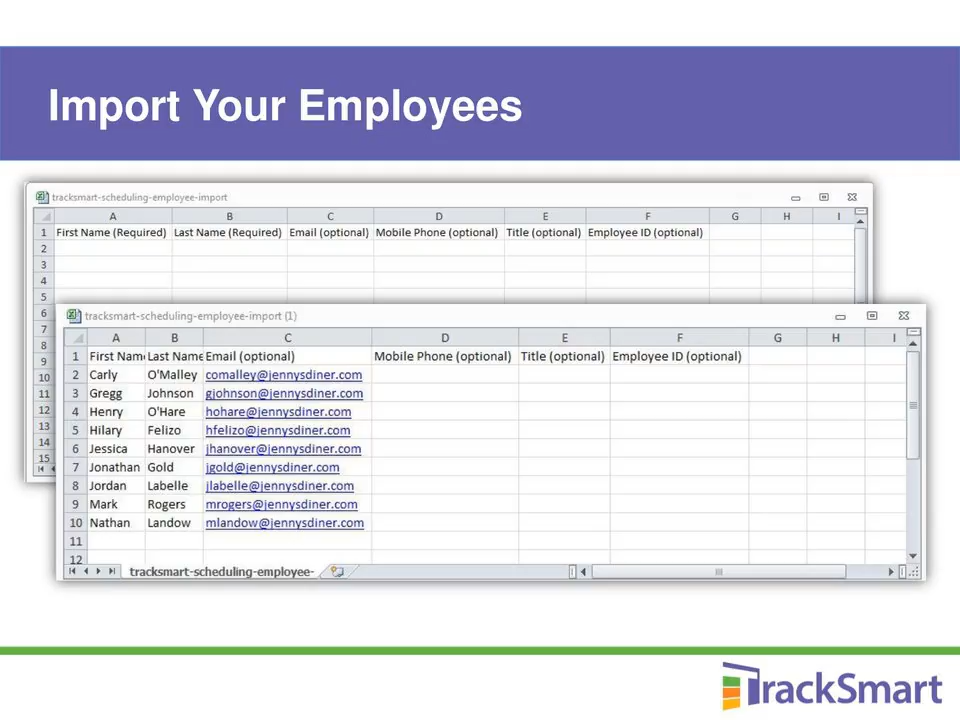 Import Your Employees
tracksmart-scheduling-employee-import
A B C D E F G H I
1 First Name (Required) Last Name (Required) Email (optional) Mobile Phone (optional) Title (optional) Employee ID (optional)
2
3
4
5
6
7
8
9
10
11
12
13
14
15
tracksmart-scheduling-employee-import (1)
A B C D E F G H I
1 First Nam Last Name Email (optional) Mobile Phone (optional) Title (optional) Employee ID (optional)
2 Carly O'Malley comalley@jennysdiner.com
3 Gregg Johnson gjohnson@jennysdiner.com
4 Henry O'Hare hohare@jennysdiner.com
5 Hilary Felizo hfelizo@jennysdiner.com
6 Jessica Hanover jhanover@jennysdiner.com
7 Jonathan Gold jgold@jennysdiner.com
8 Jordan Labelle jlabelle@jennysdiner.com
9 Mark Rogers mrogers@jennysdiner.com
10 Nathan Landow mlandow@jennysdiner.com
11
12
tracksmart-scheduling-employee-
TrackSmart